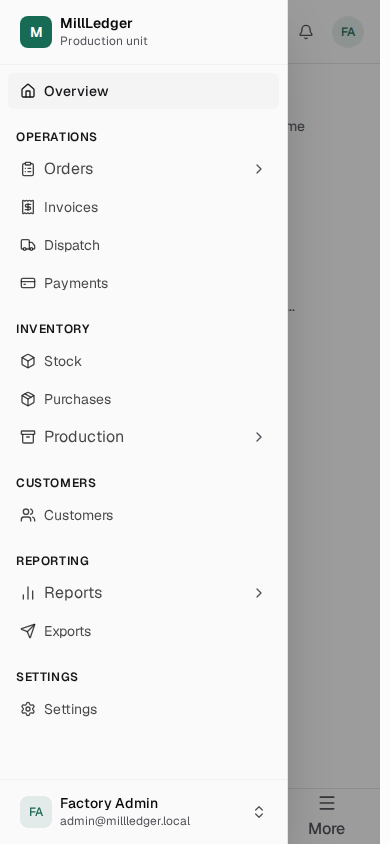 M
MillLedger
Production unit
FA
Overview
me
OPERATIONS
Orders
Invoices
Dispatch
Payments
..
INVENTORY
Stock
Purchases
Production
CUSTOMERS
Customers
REPORTING
Reports
Exports
SETTINGS
Settings
FA
Factory Admin
admin@millledger.local
More